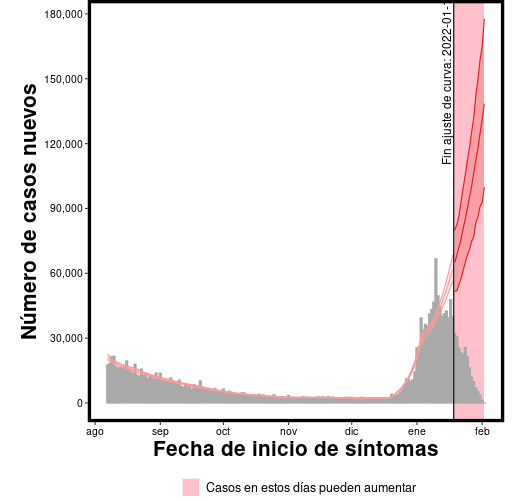 180,000
150,000
120,000
90,000
60,000
30,000
0
Número de casos nuevos
Fin ajuste de curva: 2022-01-
ago sep oct nov dic ene feb
Fecha de inicio de síntomas
Casos en estos días pueden aumentar